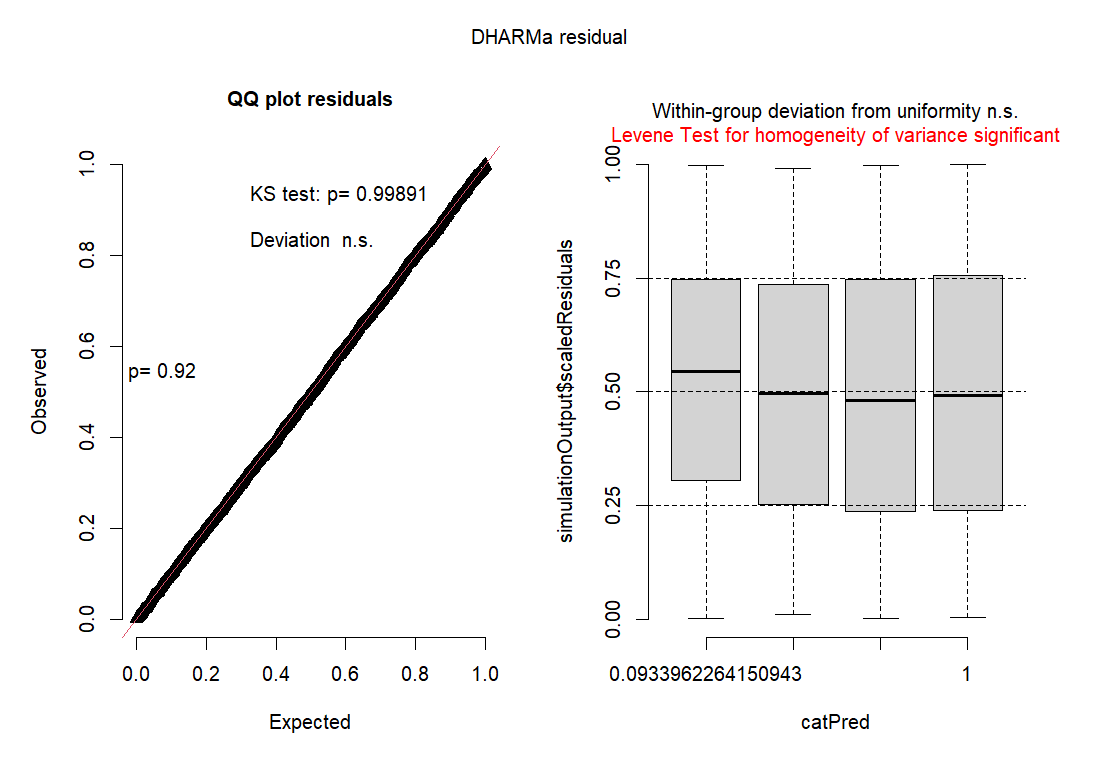 DHARMa residual
QQ plot residuals
KS test: p= 0.99891
Deviation  n.s.
p= 0.92
Observed
0.0
0.2
0.4
0.6
0.8
1.0
0.0 0.2 0.4 0.6 0.8 1.0
Expected
Within-group deviation from uniformity n.s.
Levene Test for homogeneity of variance significant
simulationOutput$scaledResiduals
0.00
0.25
0.50
0.75
1.00
0.0933962264150943 1
catPred